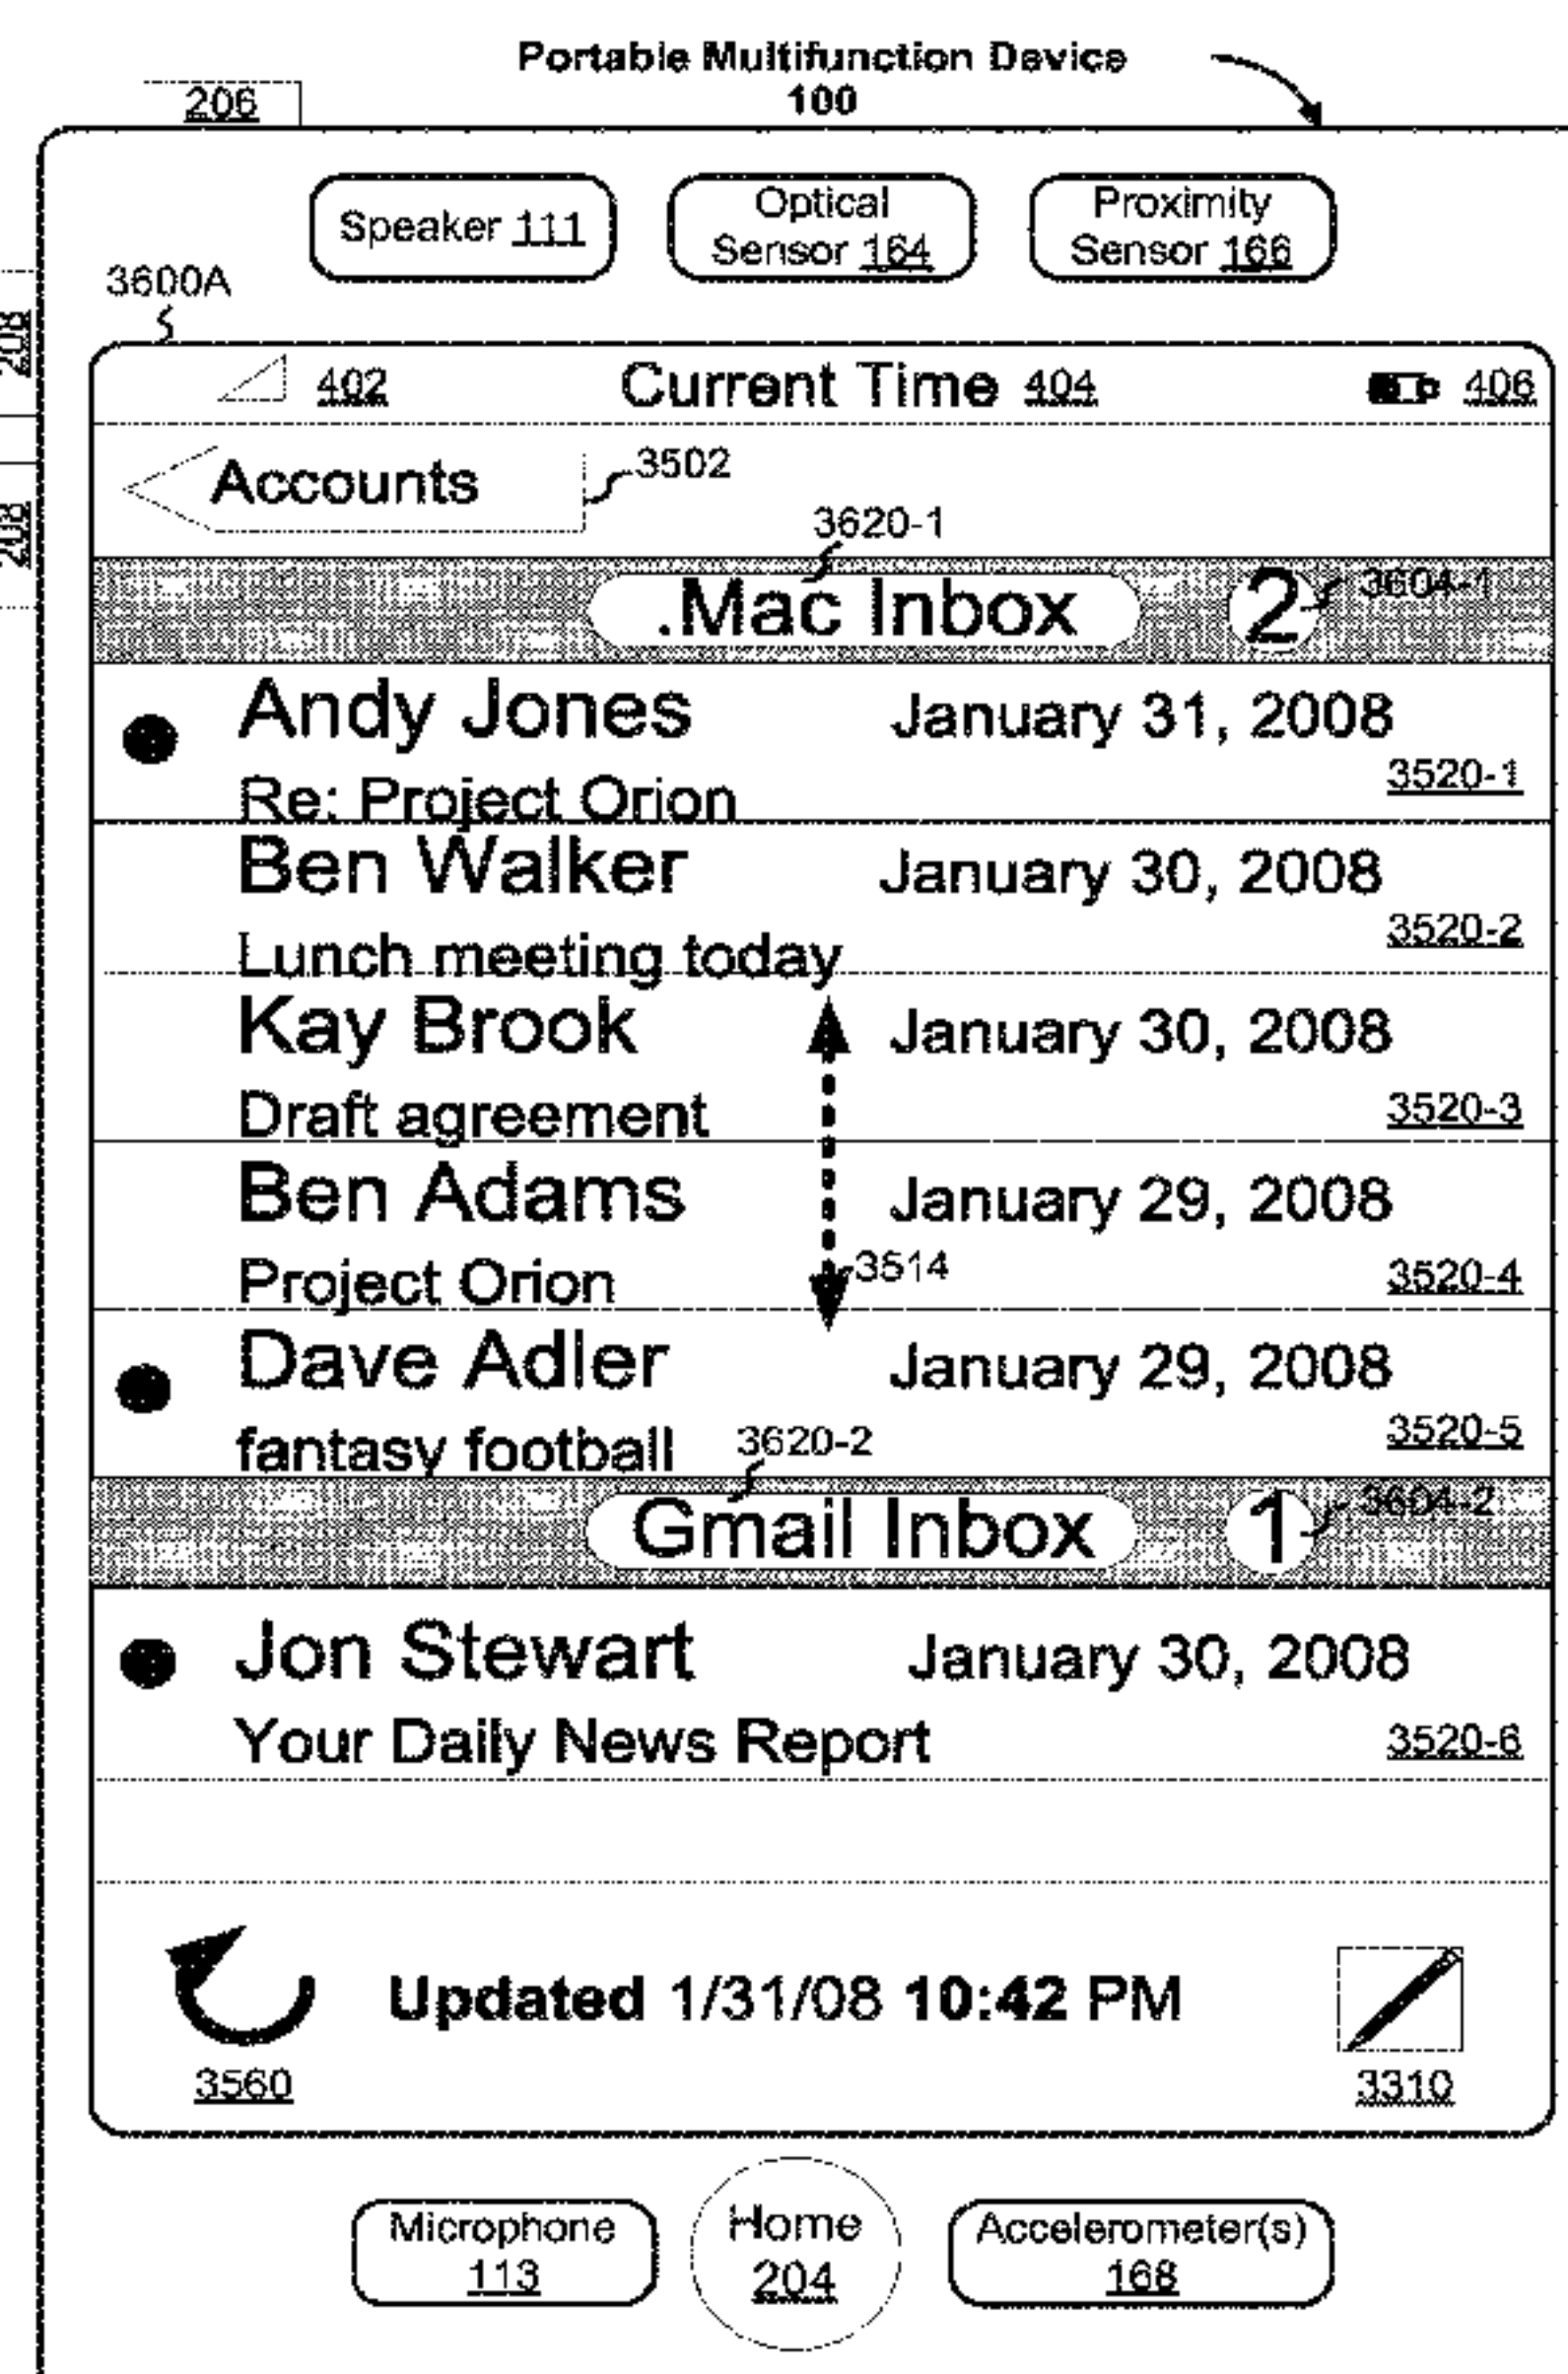 Portable Multifunction Device
100
206
Speaker 111
Optical
Sensor 164
Proximity
Sensor 166
3600A
208
402 Current Time 404 406
Accounts 3502
208
3620-1
.Mac Inbox 2 3604-1
Andy Jones January 31, 2008
3520-1
Re: Project Orion
Ben Walker January 30, 2008
3520-2
Lunch meeting today
Kay Brook January 30, 2008
Draft agreement 3520-3
Ben Adams January 29, 2008
Project Orion 3514 3520-4
Dave Adler January 29, 2008
fantasy football 3620-2 3520-5
Gmail Inbox 1 3604-2
Jon Stewart January 30, 2008
Your Daily News Report 3520-6
Updated 1/31/08 10:42 PM
3560 3310
Microphone
113
Home
204
Accelerometer(s)
168